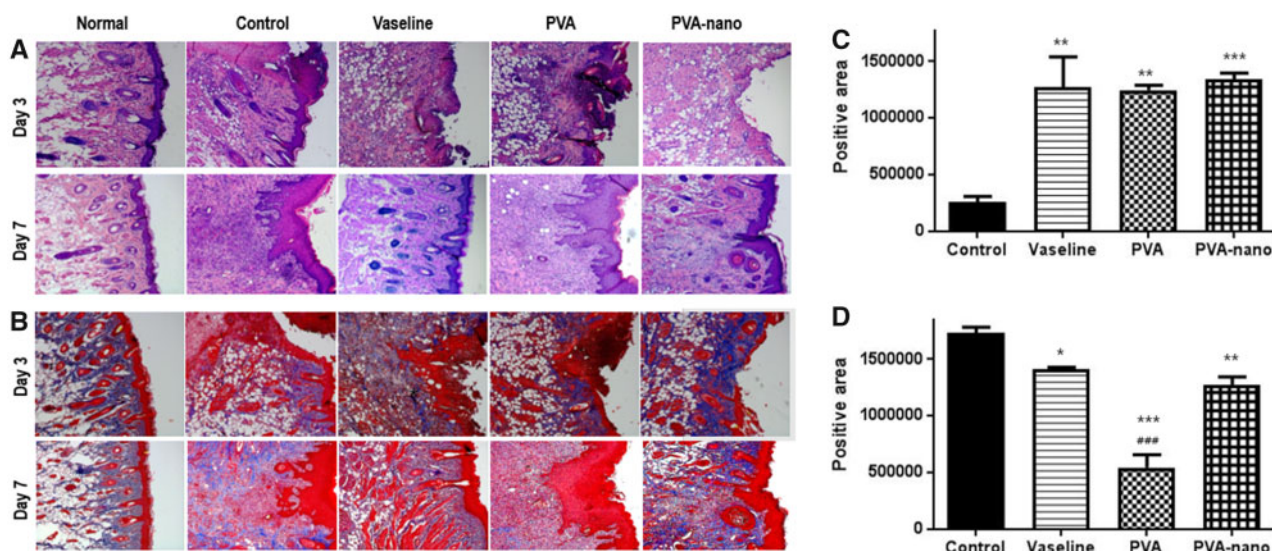 Normal Control Vaseline PVA PVA-nano
A
Day 3
Day 7
B
Day 3
Day 7
C
Positive area
1500000
1000000
500000
0
** ** ***
Control Vaseline PVA PVA-nano
D
Positive area
1500000
1000000
500000
0
* *** **
###
Control Vaseline PVA PVA-nano